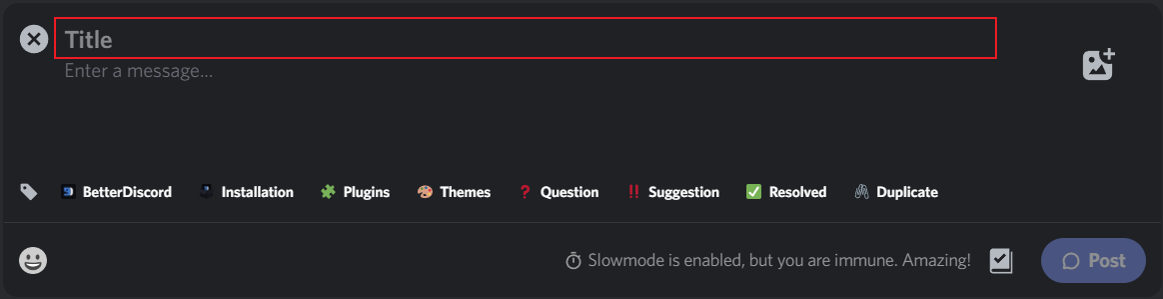 Title
Enter a message...
BetterDiscord Installation Plugins Themes Question Suggestion Resolved Duplicate
Slowmode is enabled, but you are immune. Amazing! Post